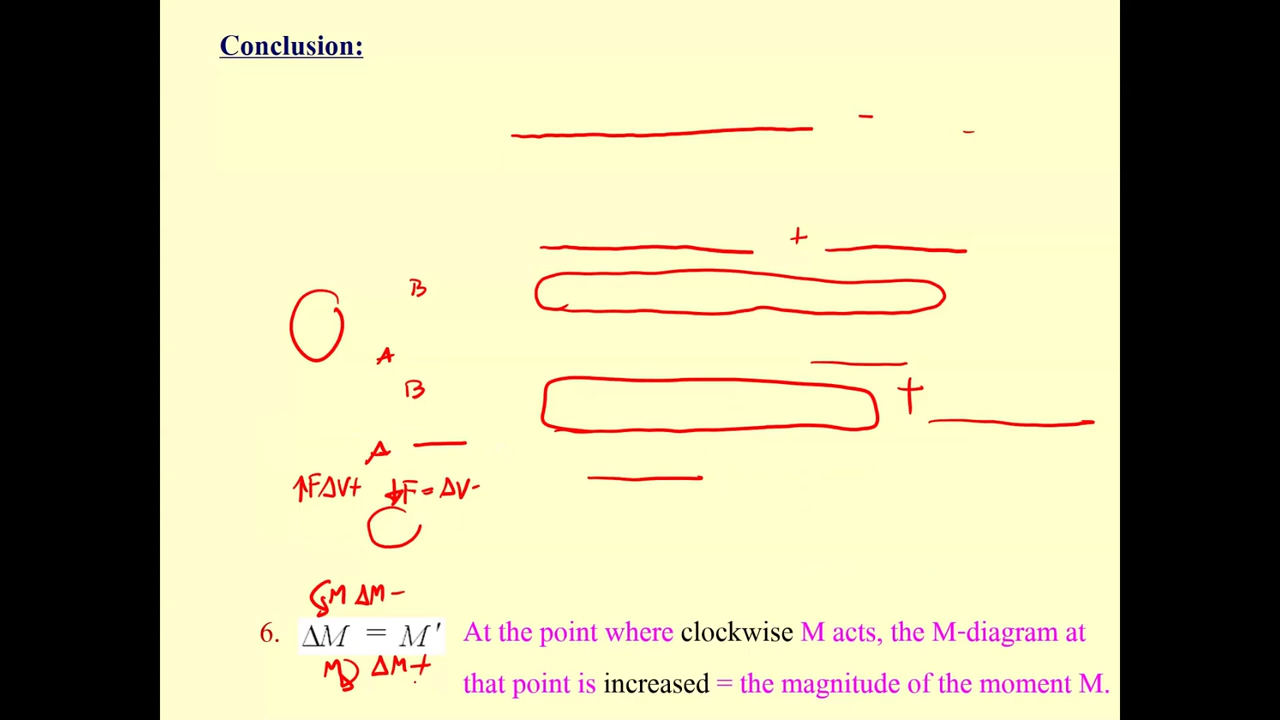 Conclusion:
-
-
+
B
A
B
+
A
↑FΔV+ ↓F=ΔV-
M ΔM-
6. ΔM = M′ At the point where clockwise M acts, the M-diagram at
M ΔM+
that point is increased = the magnitude of the moment M.